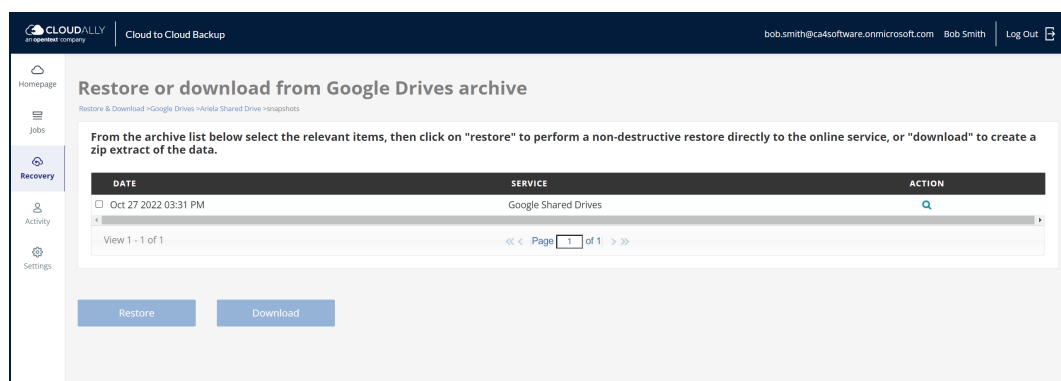 CLOUDALLY
an opentext company
Cloud to Cloud Backup
bob.smith@ca4software.onmicrosoft.com Bob Smith Log Out
Homepage
Jobs
Recovery
Activity
Settings
Restore or download from Google Drives archive
Restore & Download >Google Drives >Ariela Shared Drive >snapshots
From the archive list below select the relevant items, then click on "restore" to perform a non-destructive restore directly to the online service, or "download" to create a
zip extract of the data.
DATE SERVICE ACTION
Oct 27 2022 03:31 PM Google Shared Drives
View 1 - 1 of 1 Page 1 of 1
Restore Download